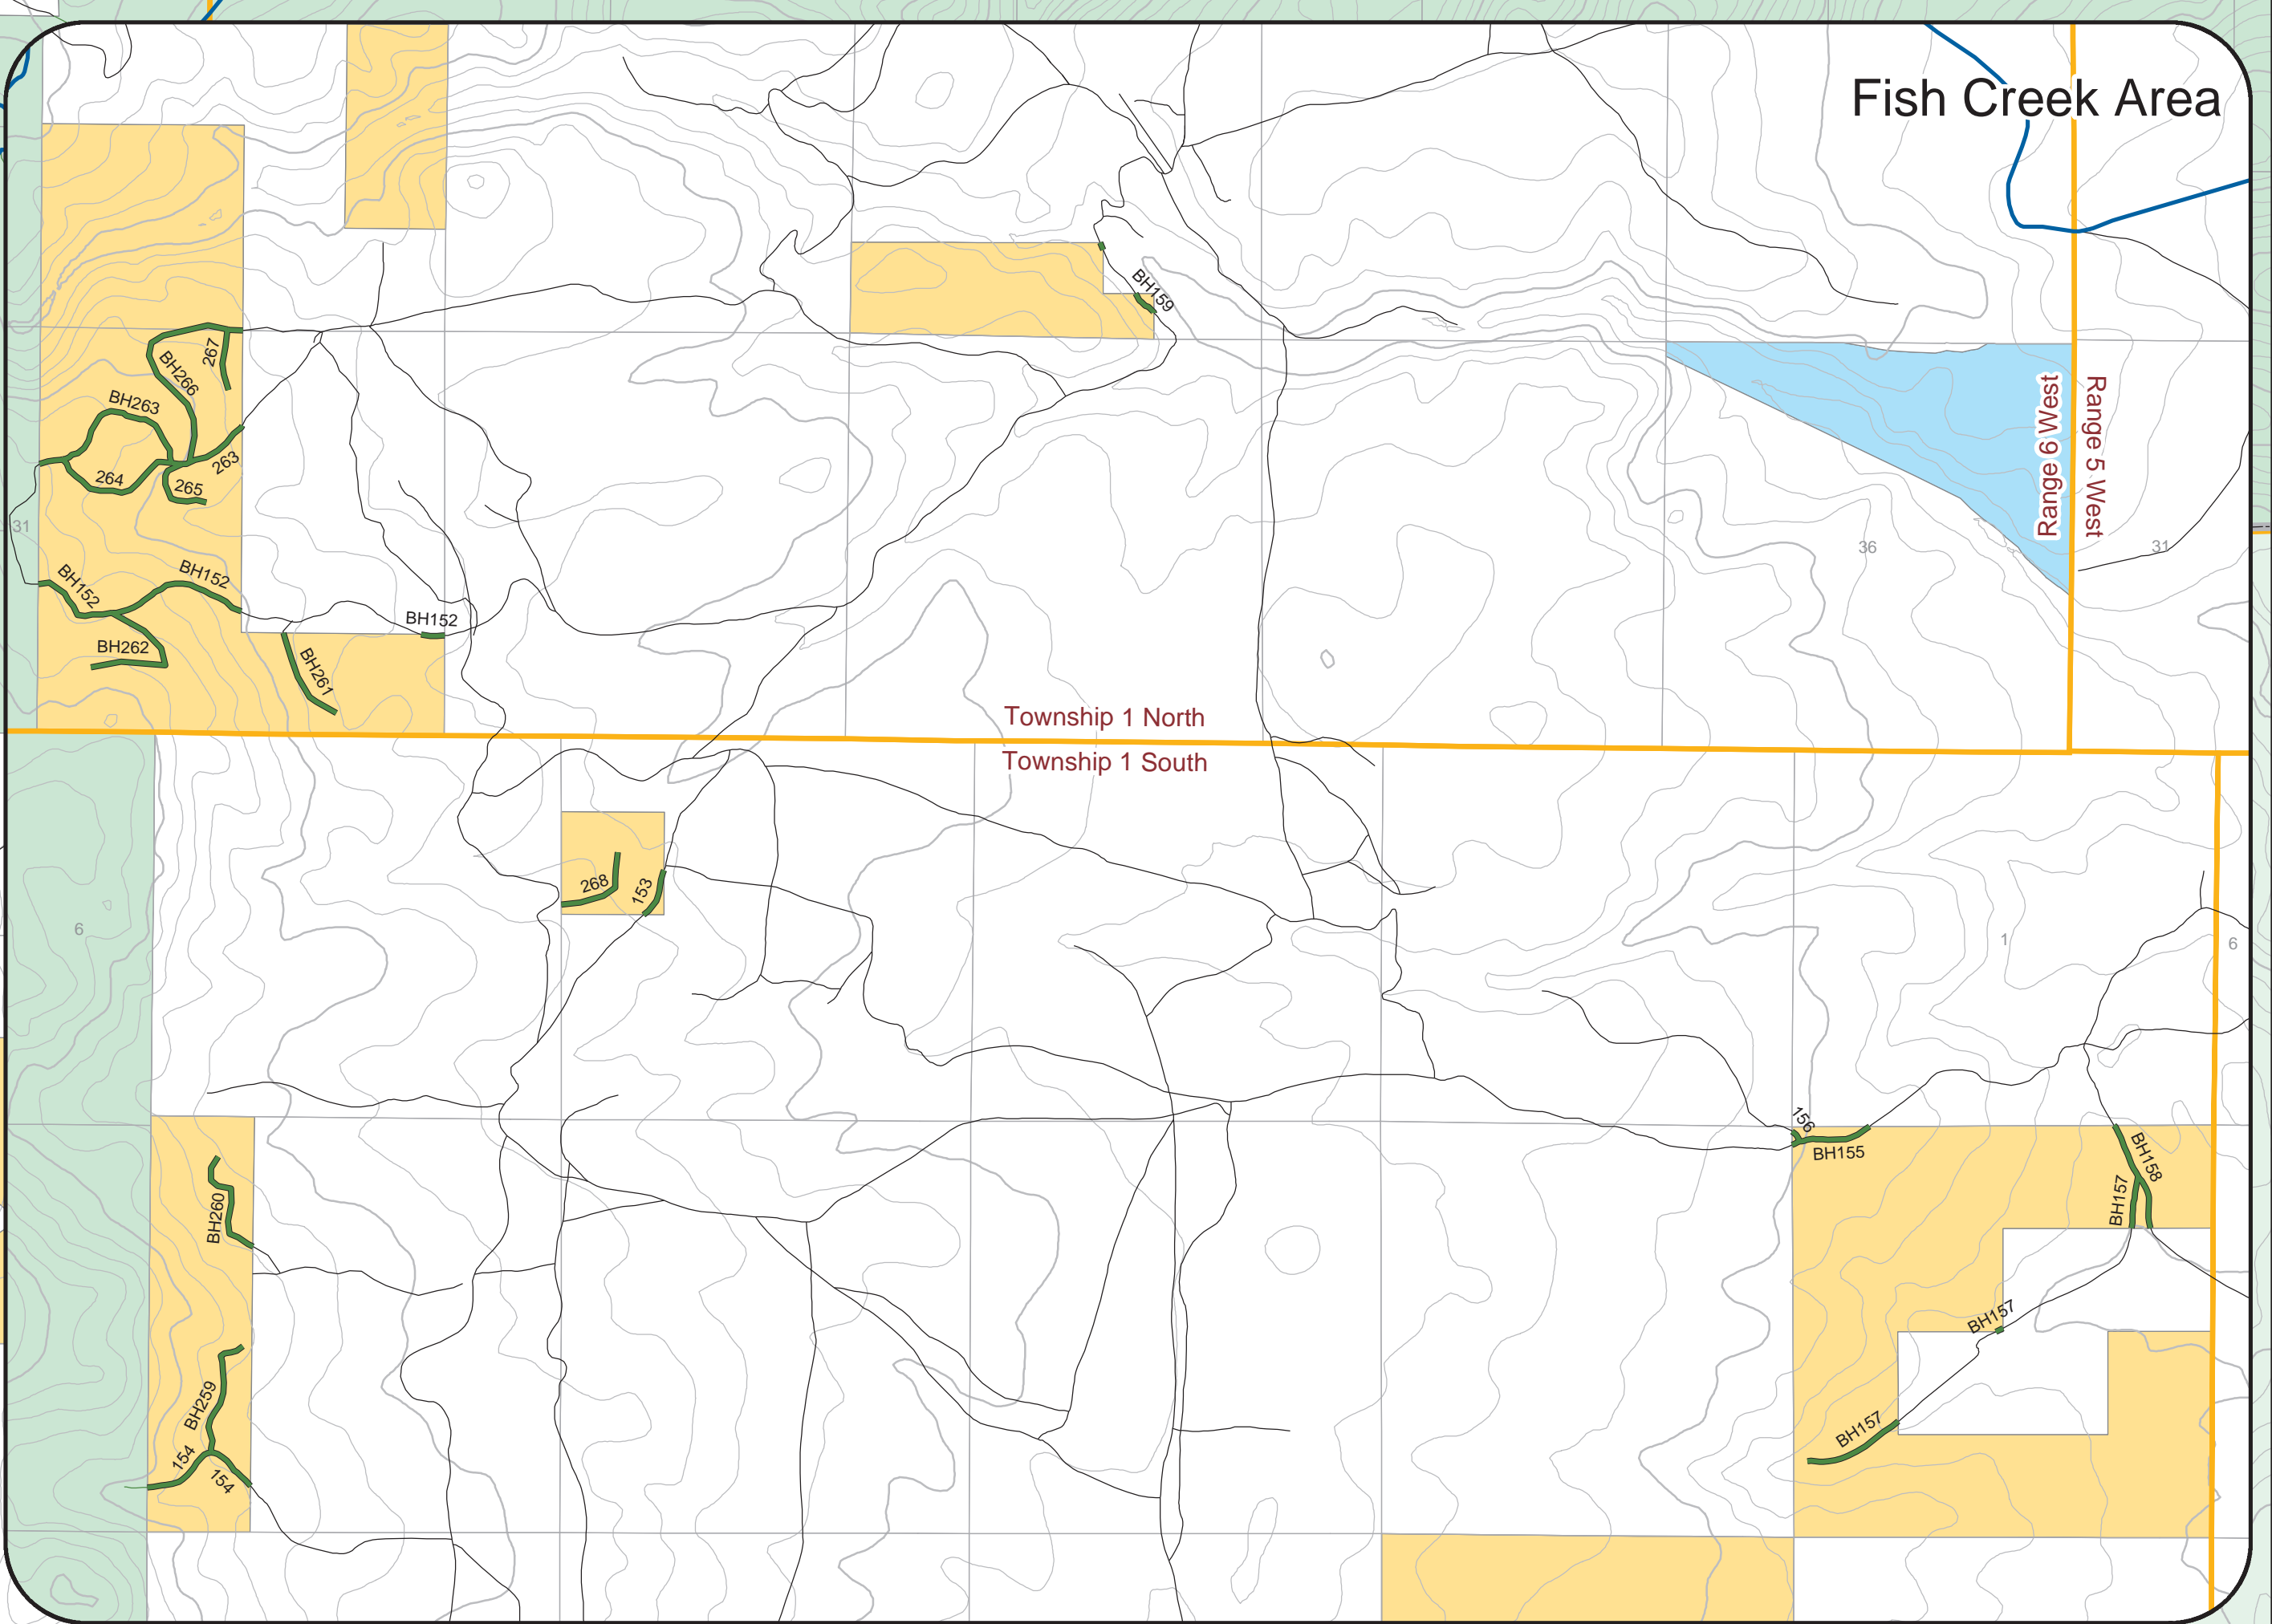 Fish Creek Area
BH159
267
BH266
BH263
263
264
265
Range 6 West
Range 5 West
31
36
31
BH152
BH152
BH152
BH262
BH261
Township 1 North
Township 1 South
268
153
6
1
6
156
BH155
BH158
BH157
BH260
BH157
BH259
BH157
154
154